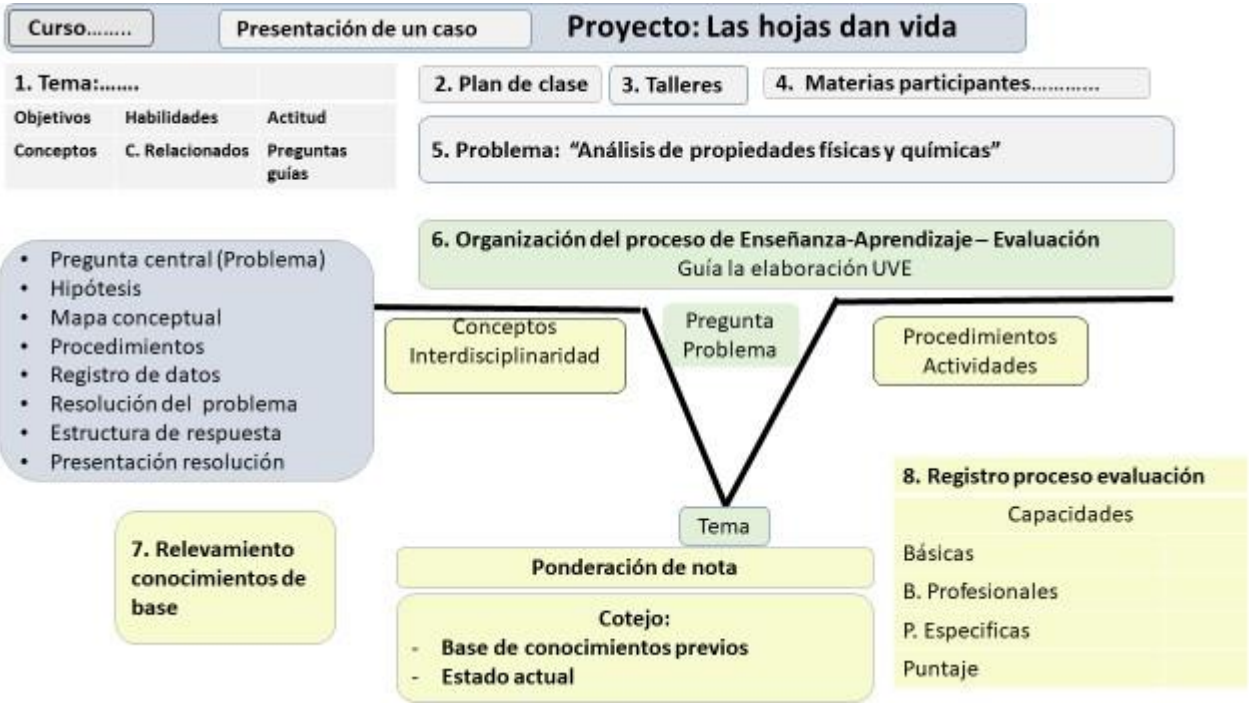 Curso........
Presentación de un caso
Proyecto: Las hojas dan vida
1. Tema:.......
Objetivos Habilidades Actitud
Conceptos C. Relacionados Preguntas
guías
2. Plan de clase
3. Talleres
4. Materias participantes............
5. Problema: “Análisis de propiedades físicas y químicas”
6. Organización del proceso de Enseñanza-Aprendizaje – Evaluación
Guía la elaboración UVE
• Pregunta central (Problema)
• Hipótesis
• Mapa conceptual
• Procedimientos
• Registro de datos
• Resolución del problema
• Estructura de respuesta
• Presentación resolución
Conceptos
Interdisciplinaridad
Pregunta
Problema
Procedimientos
Actividades
Tema
7. Relevamiento
conocimientos de
base
Ponderación de nota
Cotejo:
- Base de conocimientos previos
- Estado actual
8. Registro proceso evaluación
Capacidades
Básicas
B. Profesionales
P. Especificas
Puntaje